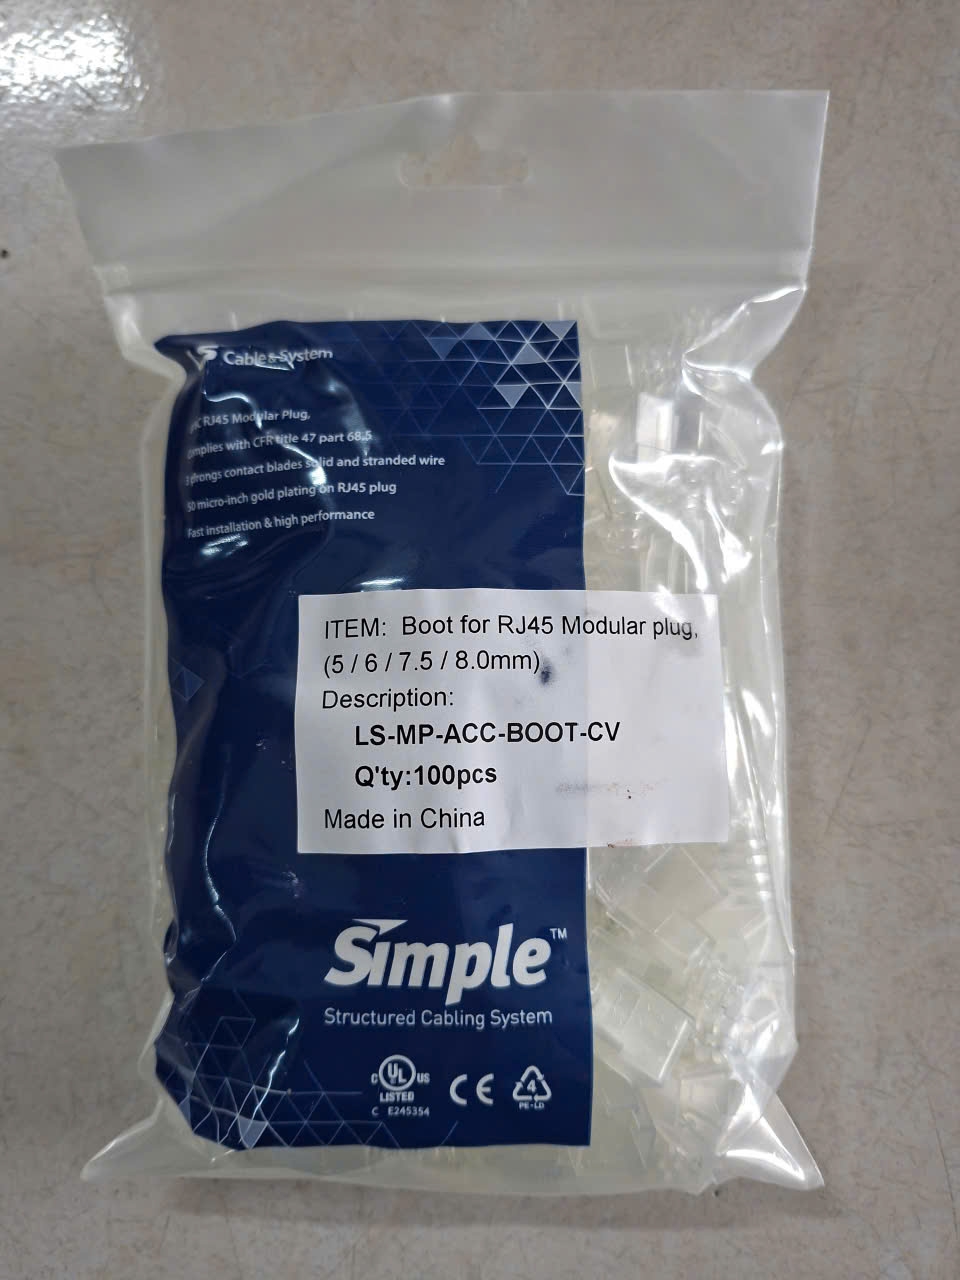 LS Cable & System
RJ45 Modular Plug,
complies with CFR title 47 part 68.5
strongs contact blades solid and stranded wire
50 micro-inch gold plating on RJ45 plug
Fast installation & high performance
ITEM: Boot for RJ45 Modular plug,
(5 / 6 / 7.5 / 8.0mm)
Description:
LS-MP-ACC-BOOT-CV
Q'ty:100pcs
Made in China
Simple™
Structured Cabling System
C UL US
LISTED
C E245354
CE
4
PE-LD